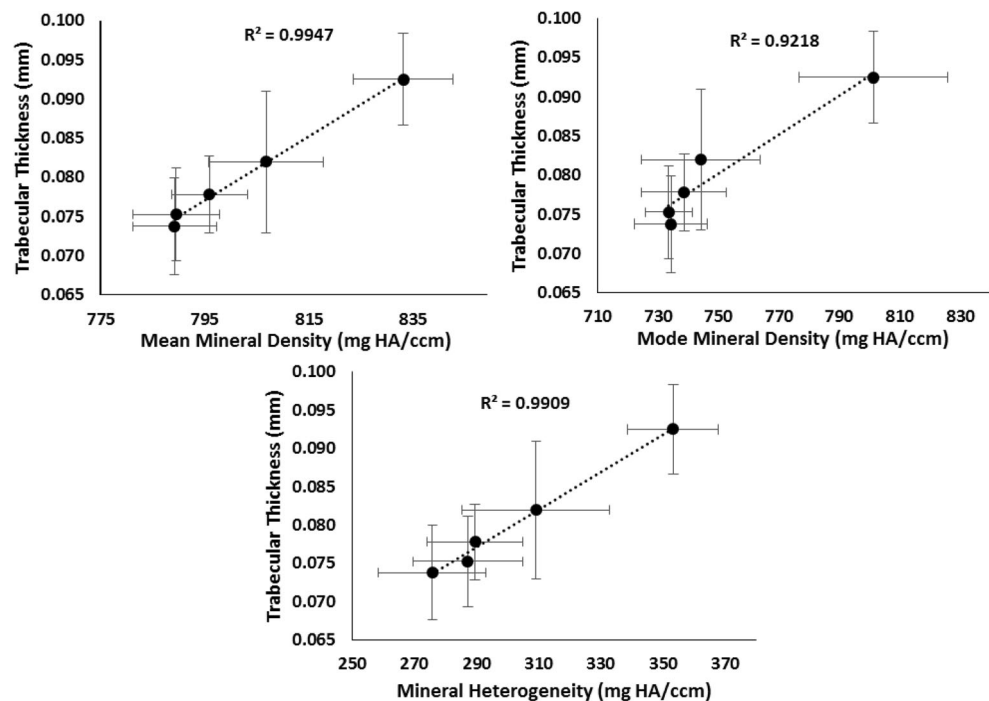 R² = 0.9947
Trabecular Thickness (mm)
0.100
0.095
0.090
0.085
0.080
0.075
0.070
0.065
775 795 815 835
Mean Mineral Density (mg HA/ccm)
R² = 0.9218
Trabecular Thickness (mm)
0.100
0.095
0.090
0.085
0.080
0.075
0.070
0.065
710 730 750 770 790 810 830
Mode Mineral Density (mg HA/ccm)
R² = 0.9909
Trabecular Thickness (mm)
0.100
0.095
0.090
0.085
0.080
0.075
0.070
0.065
250 270 290 310 330 350 370
Mineral Heterogeneity (mg HA/ccm)